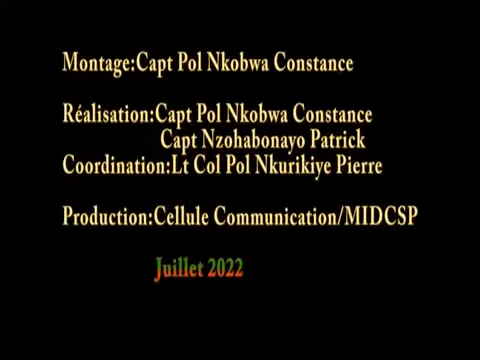 Montage:Capt Pol Nkobwa Constance
Réalisation:Capt Pol Nkobwa Constance
Capt Nzohabonayo Patrick
Coordination:Lt Col Pol Nkurikiye Pierre
Production:Cellule Communication/MIDCSP
Juillet 2022